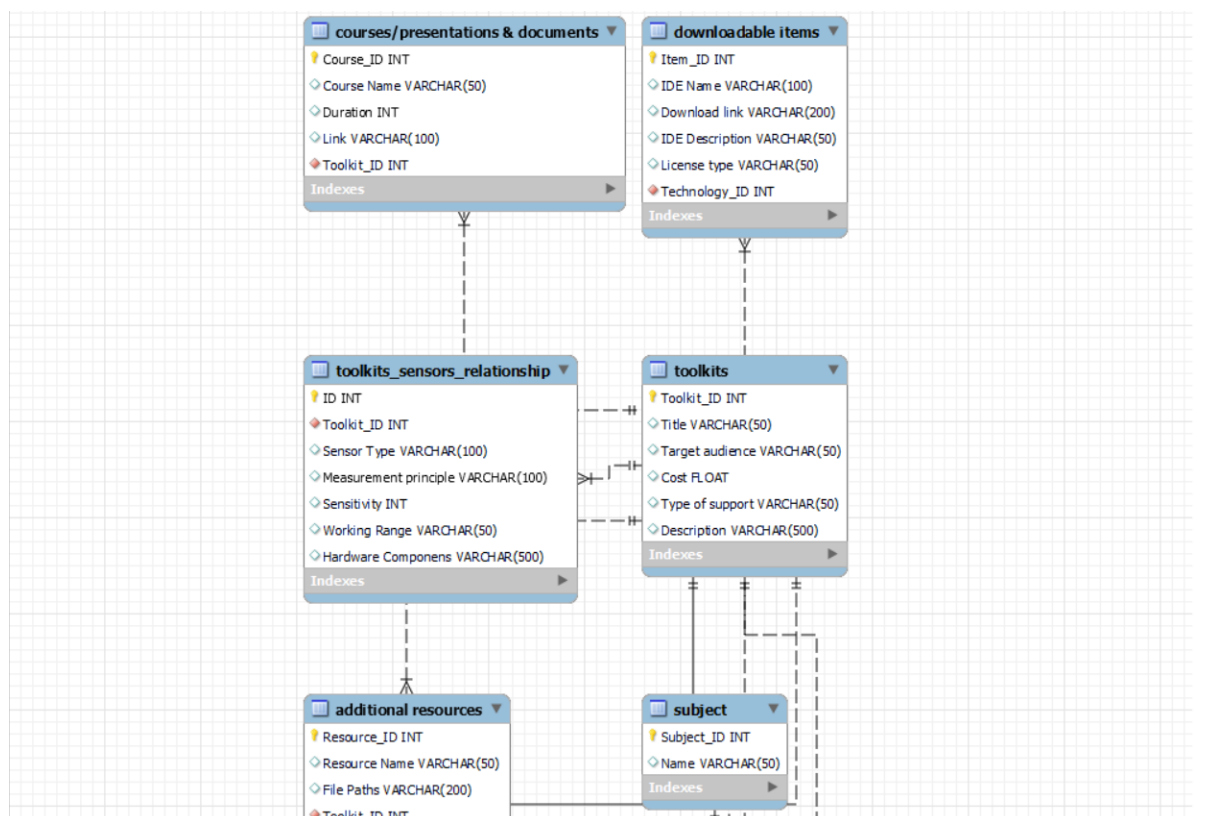 courses/presentations & documents
Course_ID INT
Course Name VARCHAR(50)
Duration INT
Link VARCHAR(100)
Toolkit_ID INT
Indexes
downloadable items
Item_ID INT
IDE Name VARCHAR(100)
Download link VARCHAR(200)
IDE Description VARCHAR(50)
License type VARCHAR(50)
Technology_ID INT
Indexes
toolkits_sensors_relationship
ID INT
Toolkit_ID INT
Sensor Type VARCHAR(100)
Measurement principle VARCHAR(100)
Sensitivity INT
Working Range VARCHAR(50)
Hardware Componens VARCHAR(500)
Indexes
toolkits
Toolkit_ID INT
Title VARCHAR(50)
Target audience VARCHAR(50)
Cost FLOAT
Type of support VARCHAR(50)
Description VARCHAR(500)
Indexes
additional resources
Resource_ID INT
Resource Name VARCHAR(50)
File Paths VARCHAR(200)
Toolkit_ID INT
subject
Subject_ID INT
Name VARCHAR(50)
Indexes